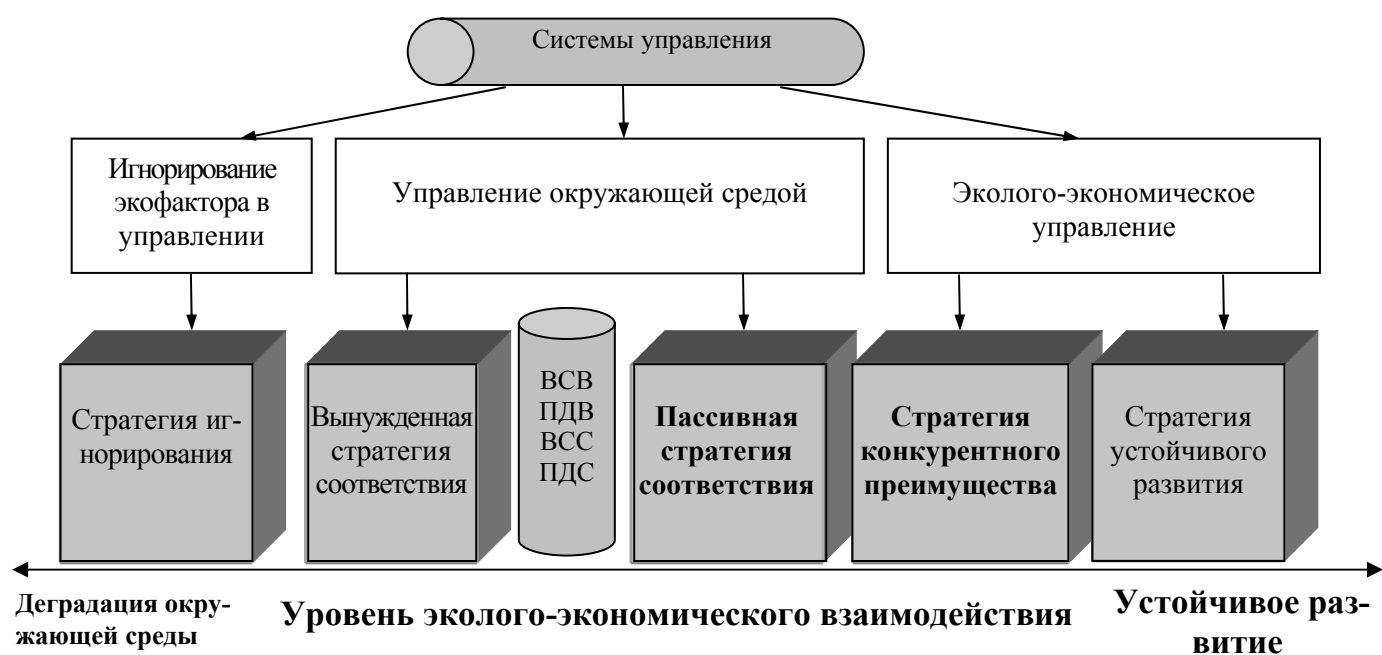 Системы управления
Игнорирование
экофактора в
управлении
Управление окружающей средой
Эколого-экономическое
управление
Стратегия иг-
норирования
Вынужденная
стратегия
соответствия
ВСВ
ПДВ
ВСС
ПДС
Пассивная
стратегия
соответствия
Стратегия
конкурентного
преимущества
Стратегия
устойчивого
развития
Деградация окру-
жающей среды
Уровень эколого-экономического взаимодействия
Устойчивое раз-
витие